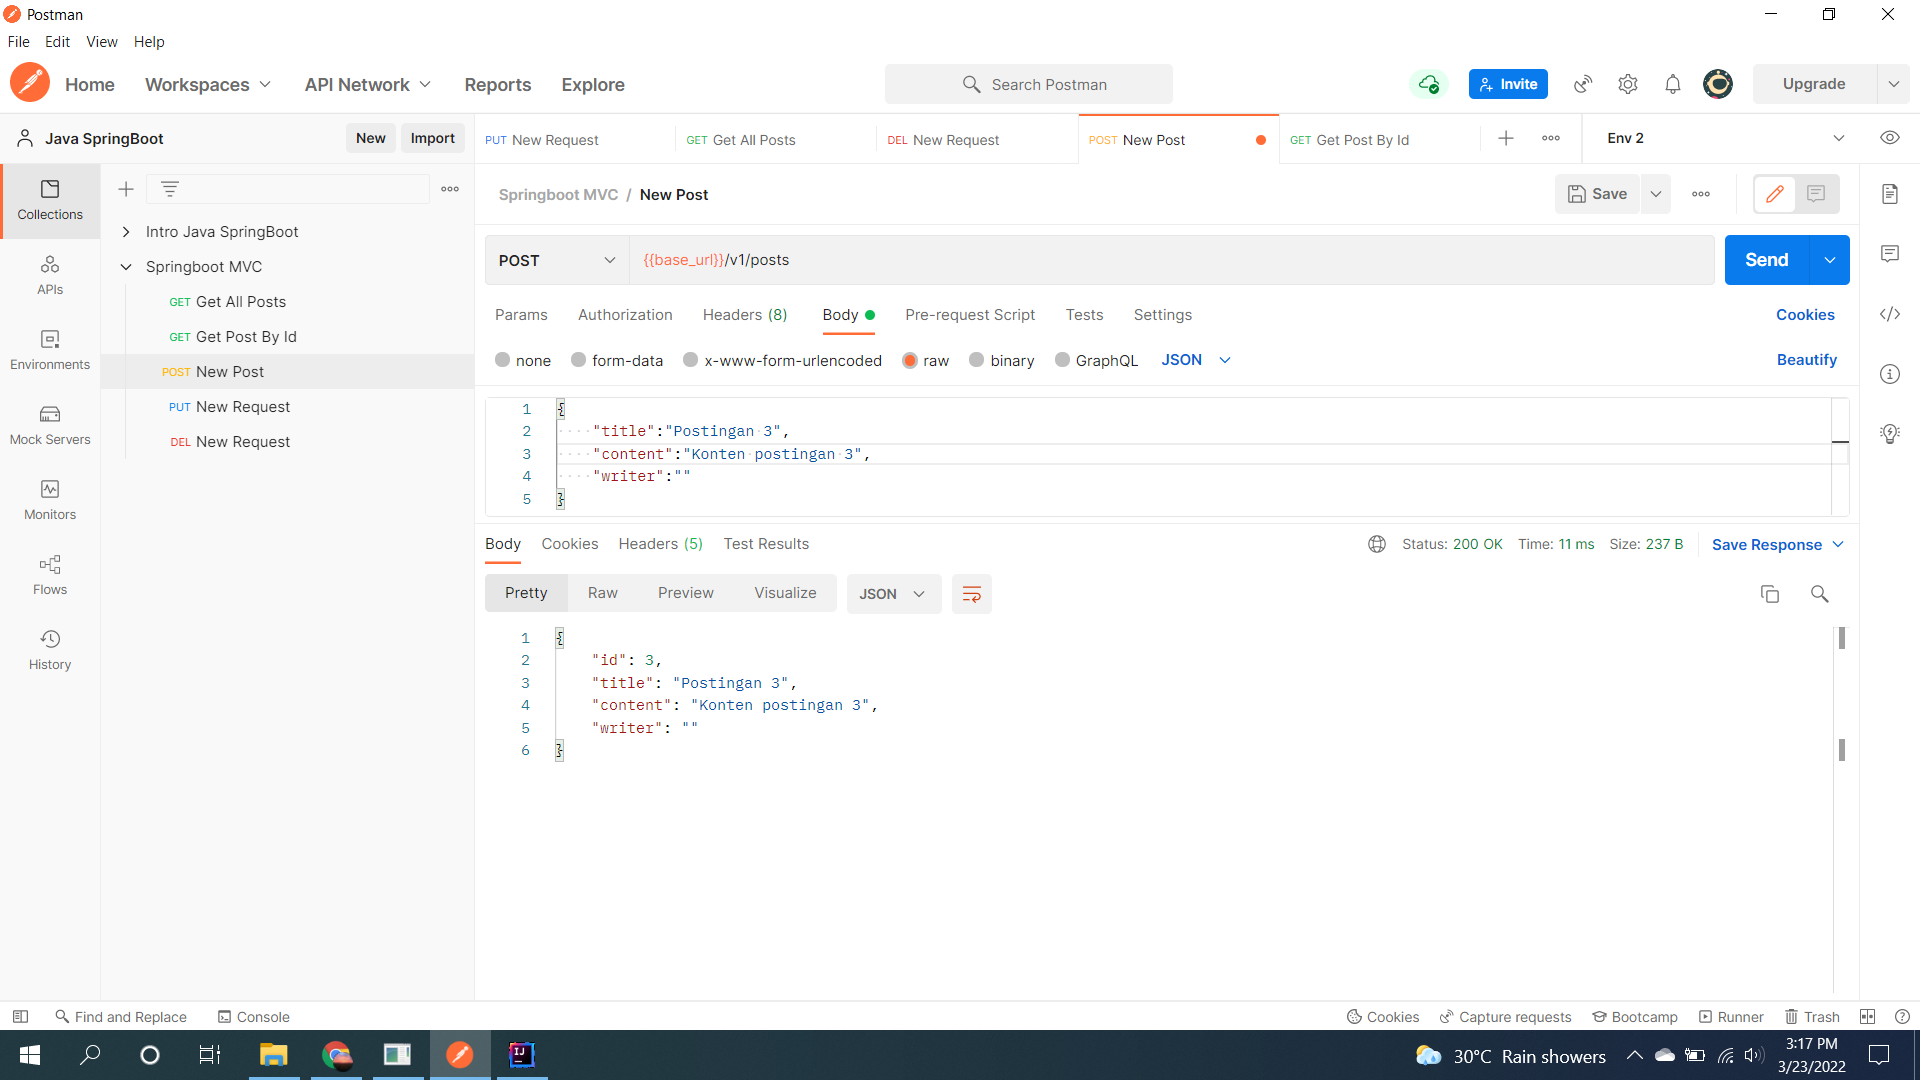 Postman
File Edit View Help
Home Workspaces API Network Reports Explore Search Postman Invite Upgrade
Java SpringBoot New Import
PUT New Request GET Get All Posts DEL New Request POST New Post GET Get Post By Id Env 2
Collections
APIs
Environments
Mock Servers
Monitors
Flows
History
Intro Java SpringBoot
Springboot MVC
GET Get All Posts
GET Get Post By Id
POST New Post
PUT New Request
DEL New Request
Springboot MVC / New Post Save
POST {{base_url}}/v1/posts Send
Params Authorization Headers (8) Body Pre-request Script Tests Settings Cookies
none form-data x-www-form-urlencoded raw binary GraphQL JSON Beautify
1 {
2 "title":"Postingan 3",
3 "content":"Konten postingan 3",
4 "writer":""
5 }
Body Cookies Headers (5) Test Results Status: 200 OK Time: 11 ms Size: 237 B Save Response
Pretty Raw Preview Visualize JSON
1 {
2 "id": 3,
3 "title": "Postingan 3",
4 "content": "Konten postingan 3",
5 "writer": ""
6 }
Find and Replace Console Cookies Capture requests Bootcamp Runner Trash
IJ 30°C Rain showers 3:17 PM
3/23/2022